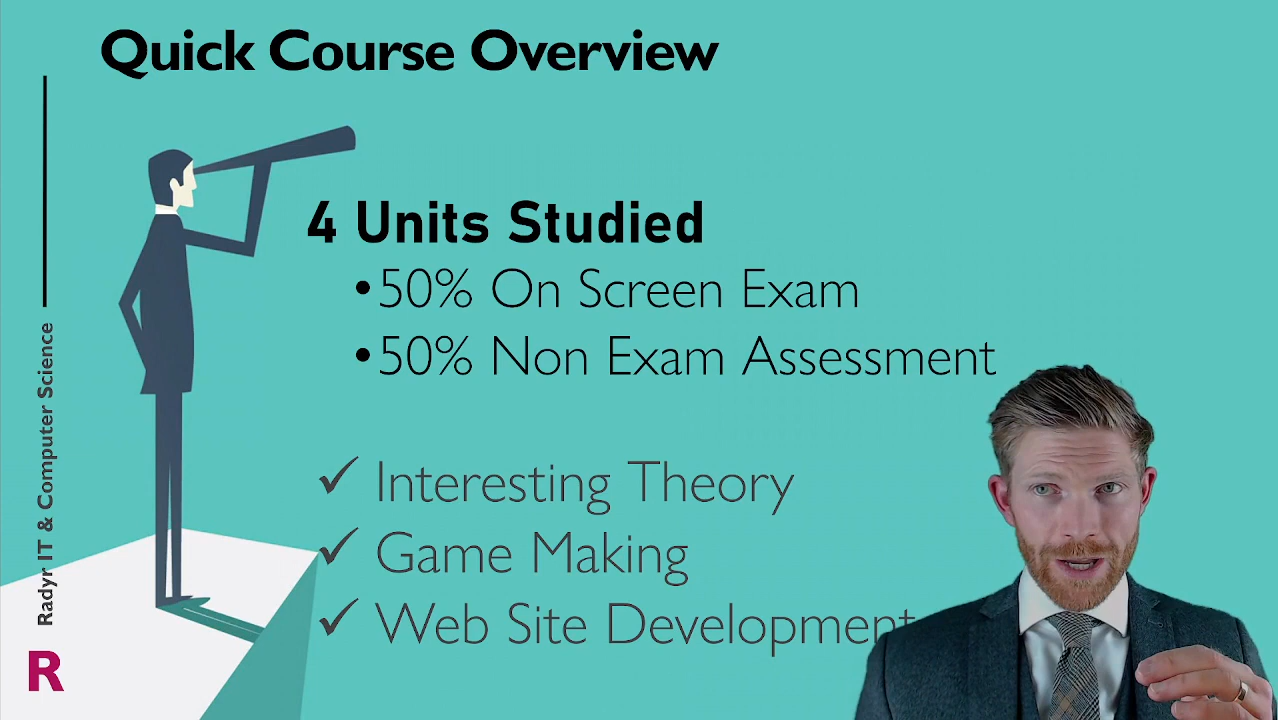 Quick Course Overview
4 Units Studied
•50% On Screen Exam
•50% Non Exam Assessment
✓ Interesting Theory
✓ Game Making
✓ Web Site Development
Radyr IT & Computer Science
R